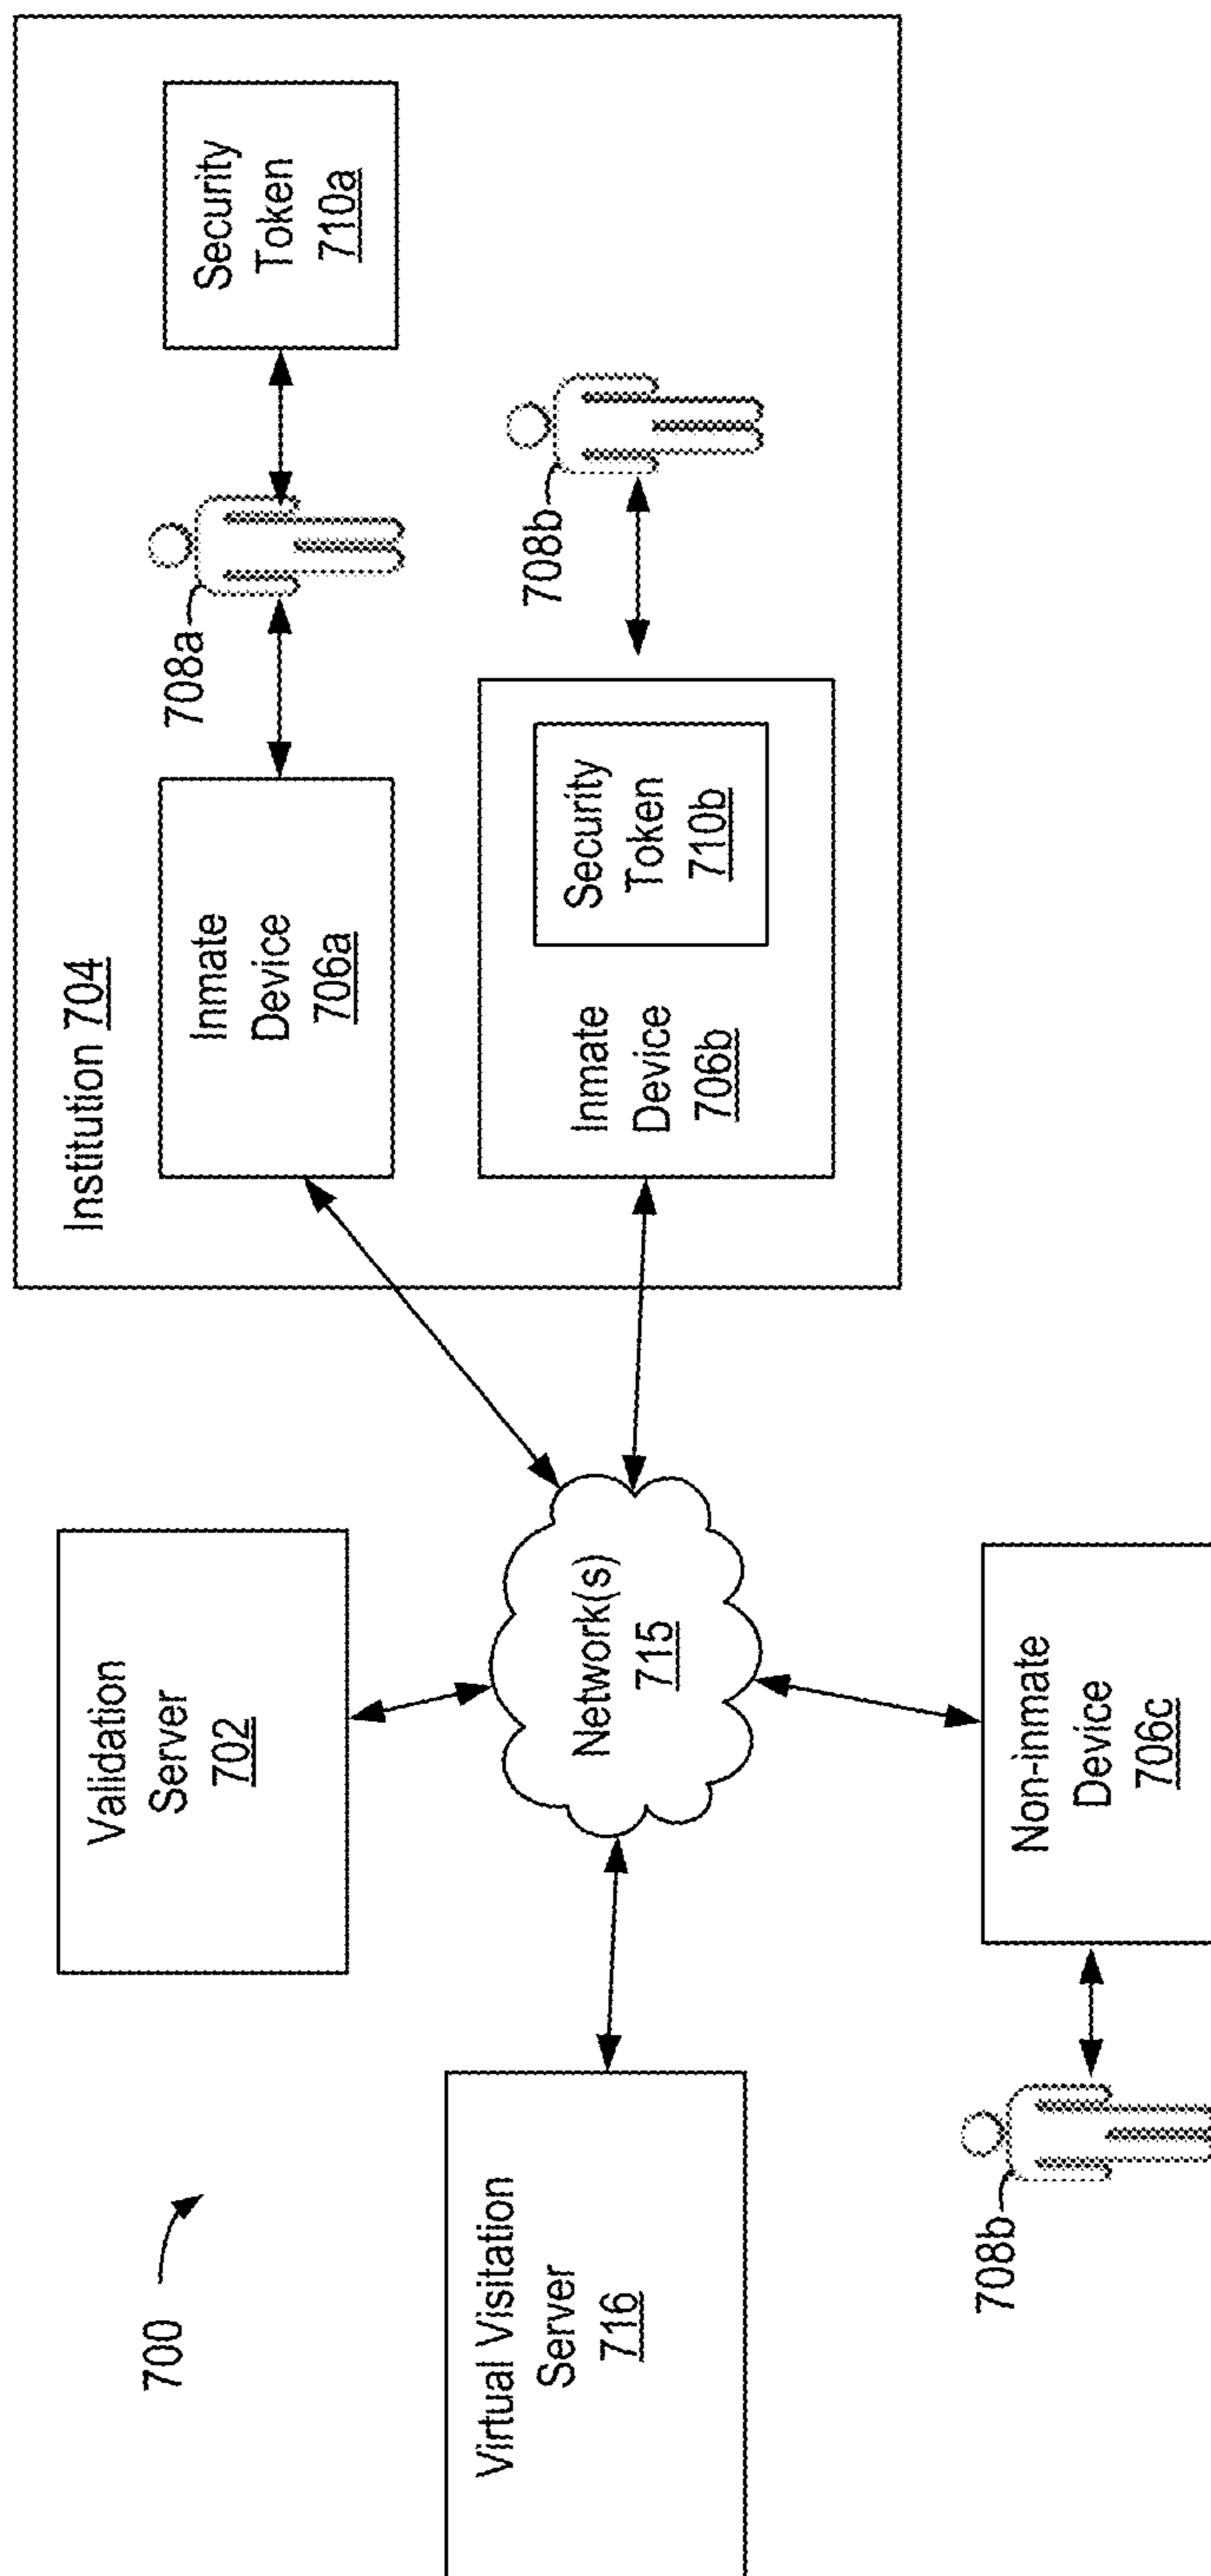 700
Validation
Server
702
Virtual Visitation
Server
716
Network(s)
715
708b
Non-inmate
Device
706c
Institution 704
Inmate
Device
706a
708a
Security
Token
710a
Inmate
Device
706b
Security
Token
710b
708b